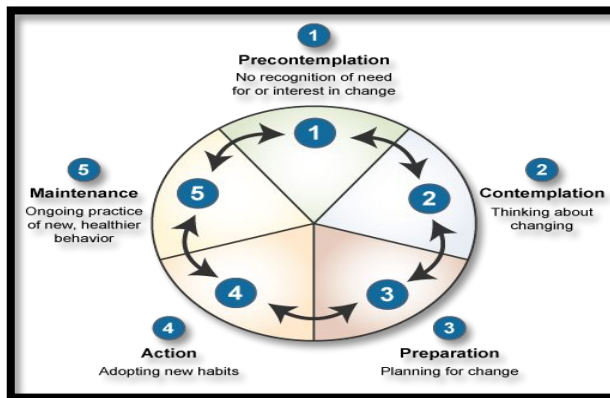 1
Precontemplation
No recognition of need
for or interest in change
1
5
Maintenance
Ongoing practice
of new, healthier
behavior
5
2
2
Contemplation
Thinking about
changing
4
3
4
Action
Adopting new habits
3
Preparation
Planning for change